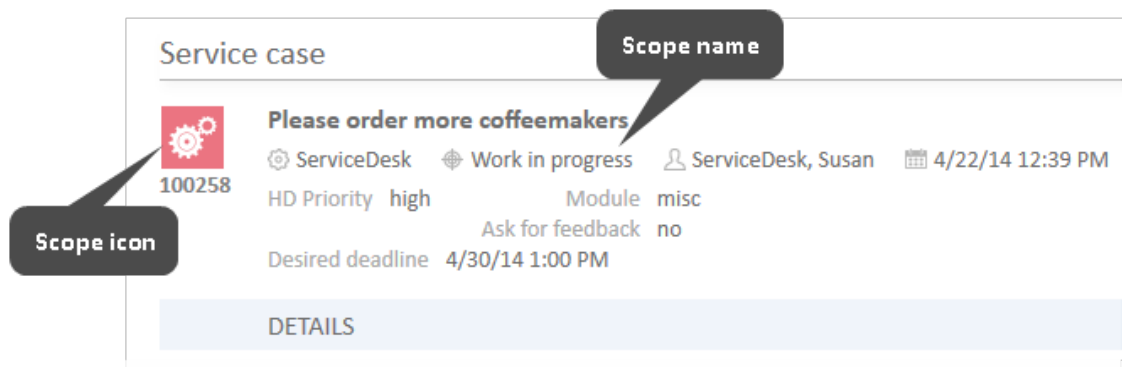 Scope name
Service case
Please order more coffeemakers
ServiceDesk Work in progress ServiceDesk, Susan 4/22/14 12:39 PM
100258
HD Priority high Module misc
Ask for feedback no
Scope icon
Desired deadline 4/30/14 1:00 PM
DETAILS